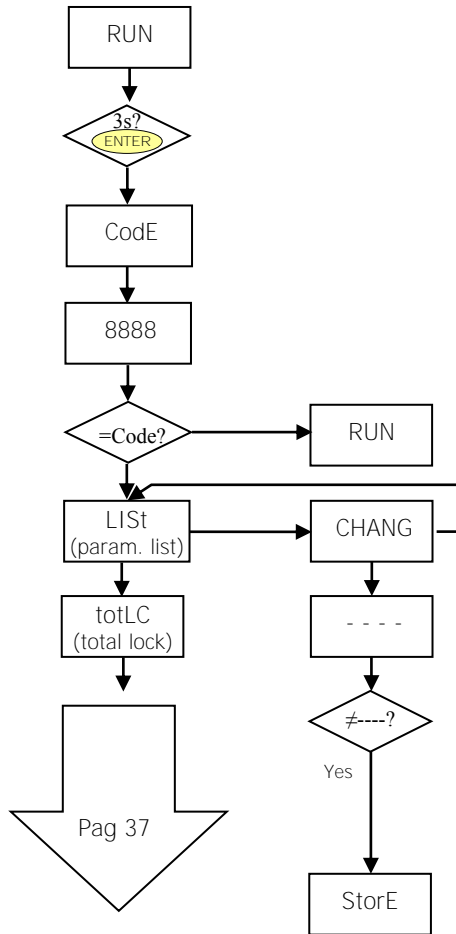 RUN
3s?
ENTER
CodE
8888
=Code?
RUN
LISt
(param. list)
CHANG
totLC
(total lock)
- - - -
≠----?
Yes
Pag 37
StorE